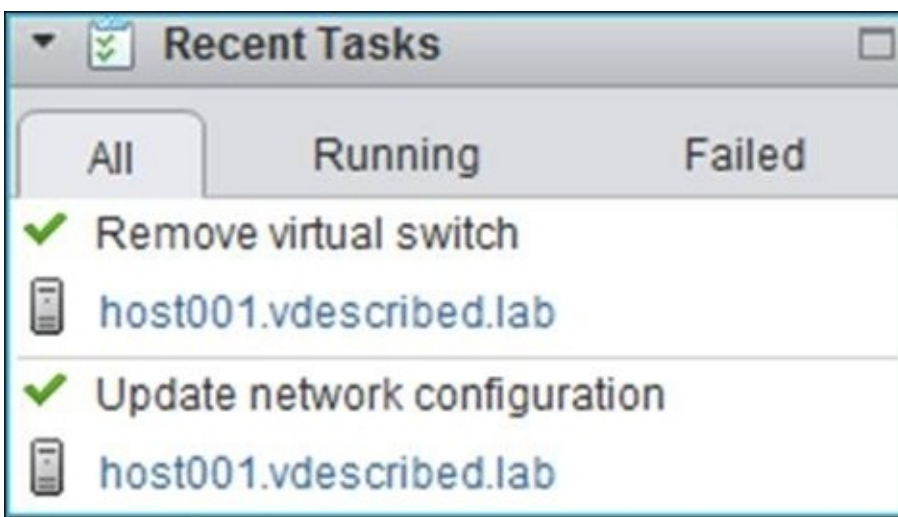 Recent Tasks
All Running Failed
Remove virtual switch
host001.vdescribed.lab
Update network configuration
host001.vdescribed.lab